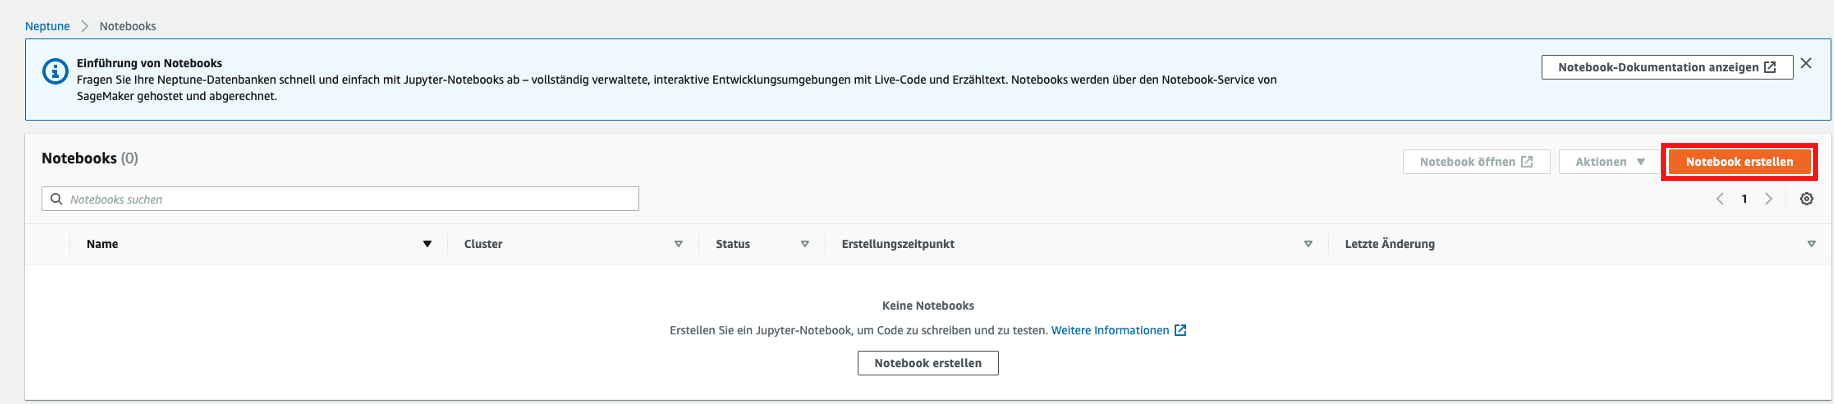 Neptune > Notebooks
Einführung von Notebooks
Fragen Sie Ihre Neptune-Datenbanken schnell und einfach mit Jupyter-Notebooks ab – vollständig verwaltete, interaktive Entwicklungsumgebungen mit Live-Code und Erzähltext. Notebooks werden über den Notebook-Service von
SageMaker gehostet und abgerechnet.
Notebook-Dokumentation anzeigen
Notebooks (0)
Notebook öffnen
Aktionen
Notebook erstellen
Notebooks suchen
1
Name
Cluster
Status
Erstellungszeitpunkt
Letzte Änderung
Keine Notebooks
Erstellen Sie ein Jupyter-Notebook, um Code zu schreiben und zu testen. Weitere Informationen
Notebook erstellen